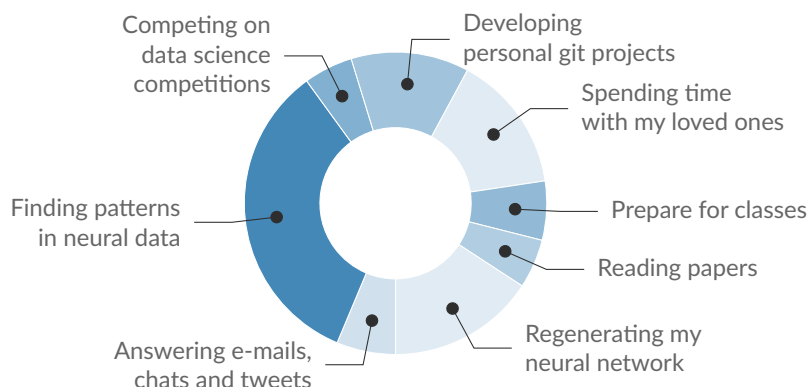 Competing on
data science
competitions
Developing
personal git projects
Spending time
with my loved ones
Finding patterns
in neural data
Prepare for classes
Reading papers
Answering e-mails,
chats and tweets
Regenerating my
neural network